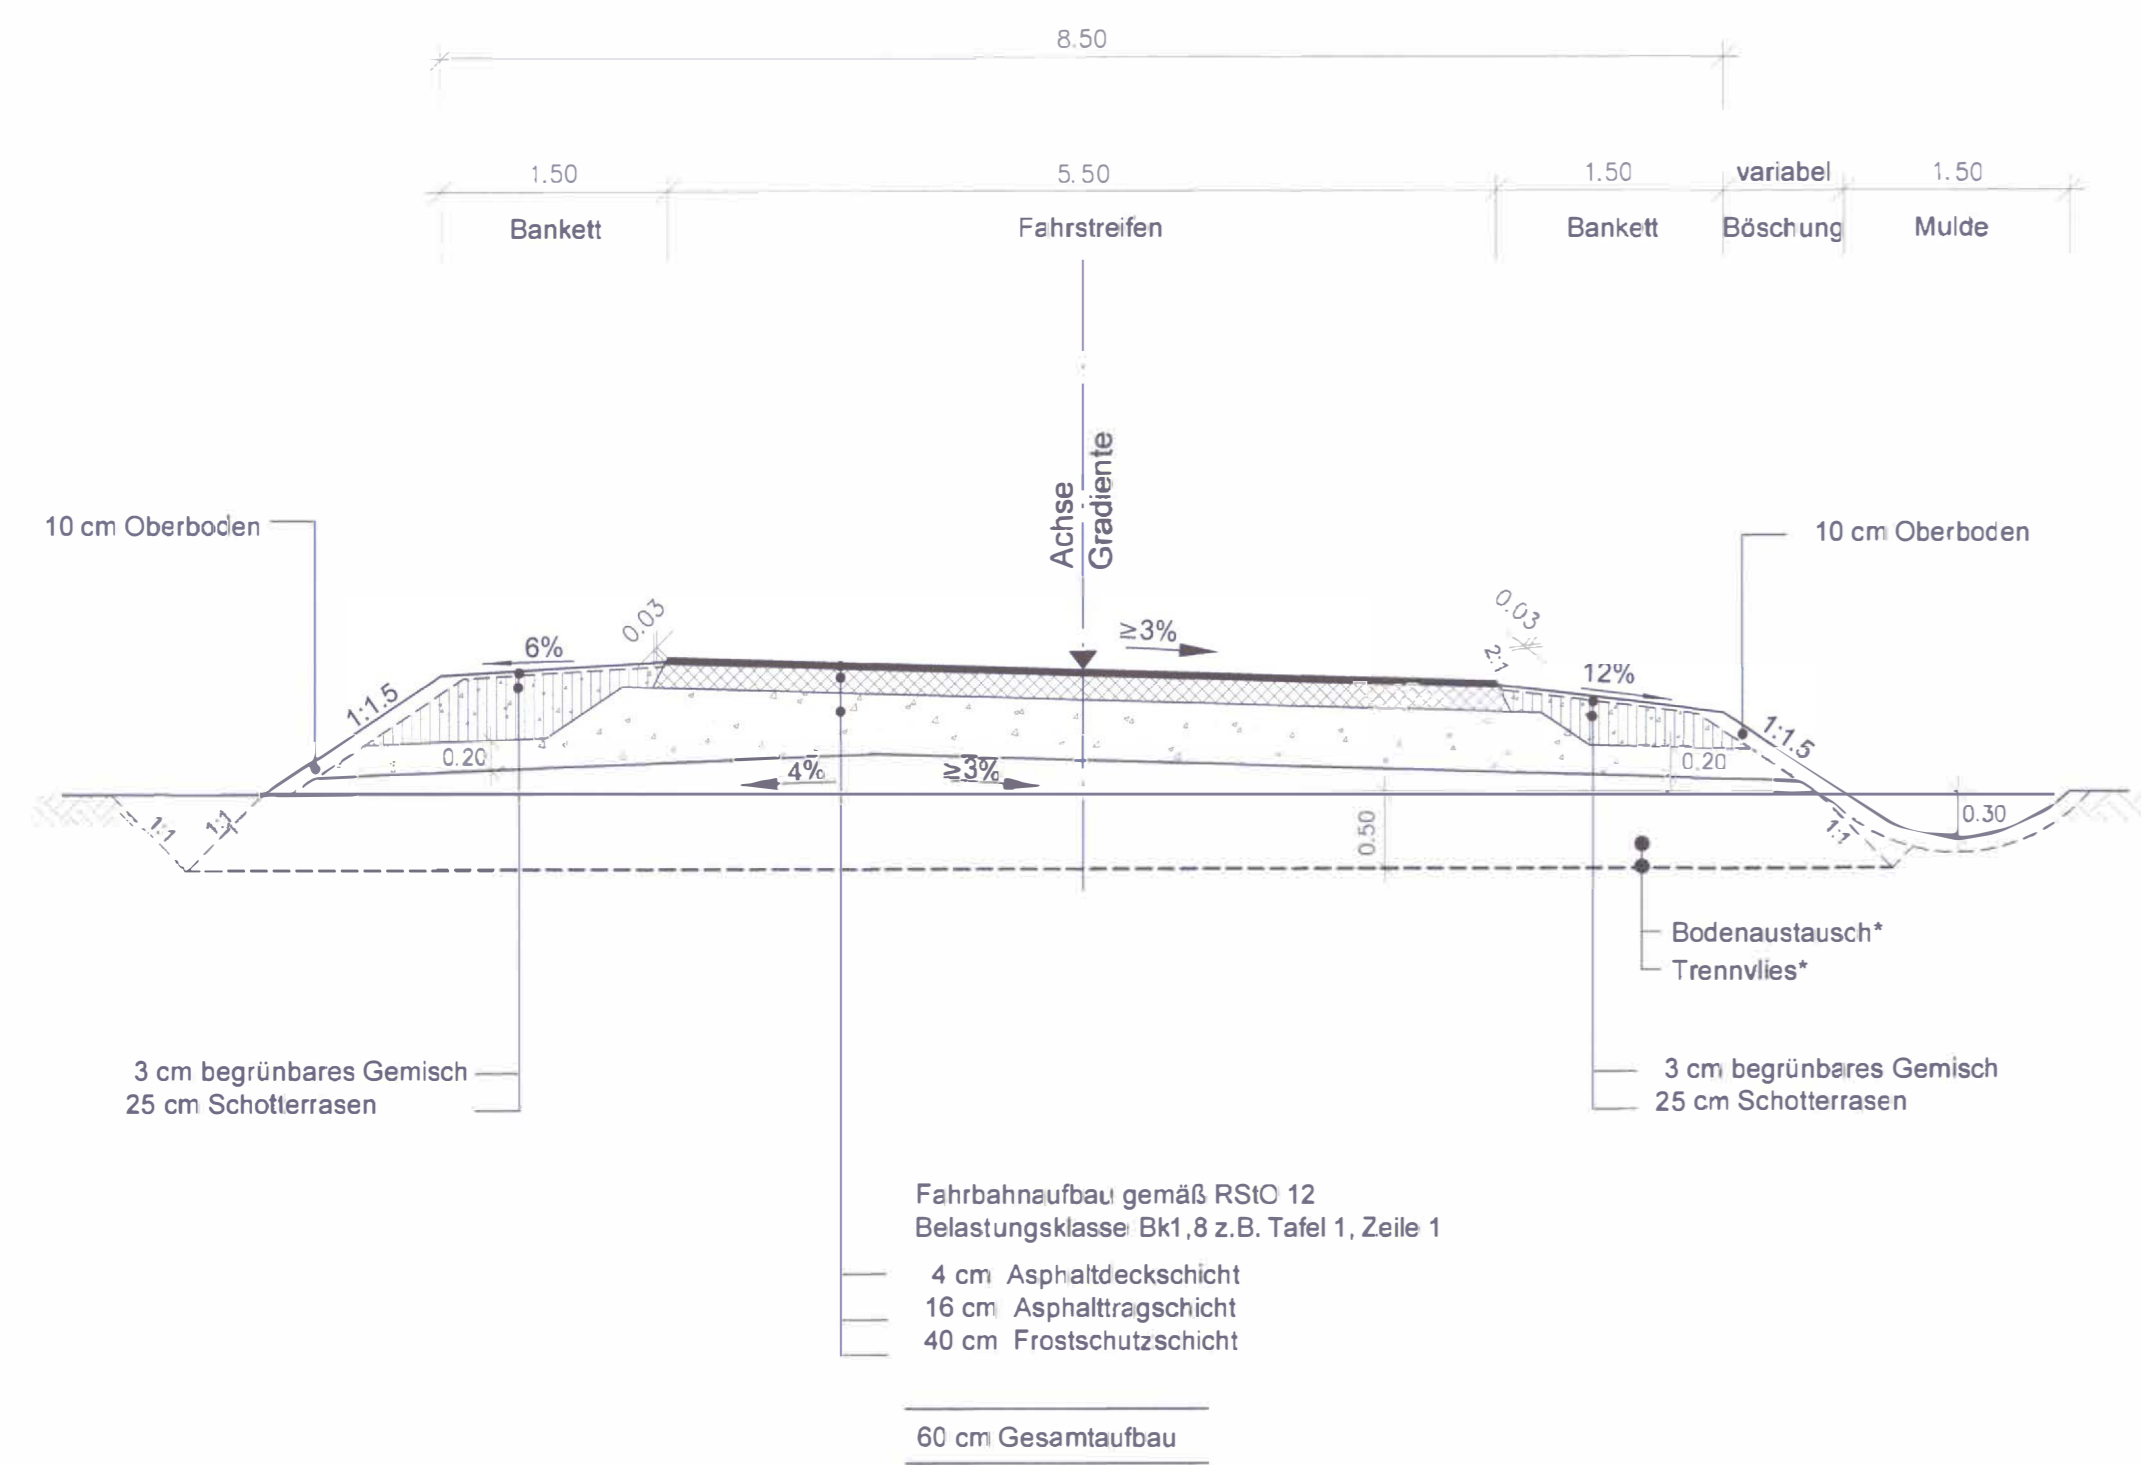 8.50
1.50
5.50
1.50
variabel
1.50
Bankett
Fahrstreifen
Bankett
Böschung
Mulde
Achse
Gradiente
10 cm Oberboden
10 cm Oberboden
0.03
6%
≥3%
0.03
2:1
12%
1:1.5
1:1.5
0.20
4%
≥3%
0.20
1:1
1:1
0.50
1:1
0.30
Bodenaustausch*
Trennvlies*
3 cm begrünbares Gemisch
25 cm Schotterrasen
3 cm begrünbares Gemisch
25 cm Schotterrasen
Fahrbahnaufbau gemäß RStO 12
Belastungsklasse Bk1,8 z.B. Tafel 1, Zeile 1
4 cm Asphaltdeckschicht
16 cm Asphalttragschicht
40 cm Frostschutzschicht
60 cm Gesamtaufbau